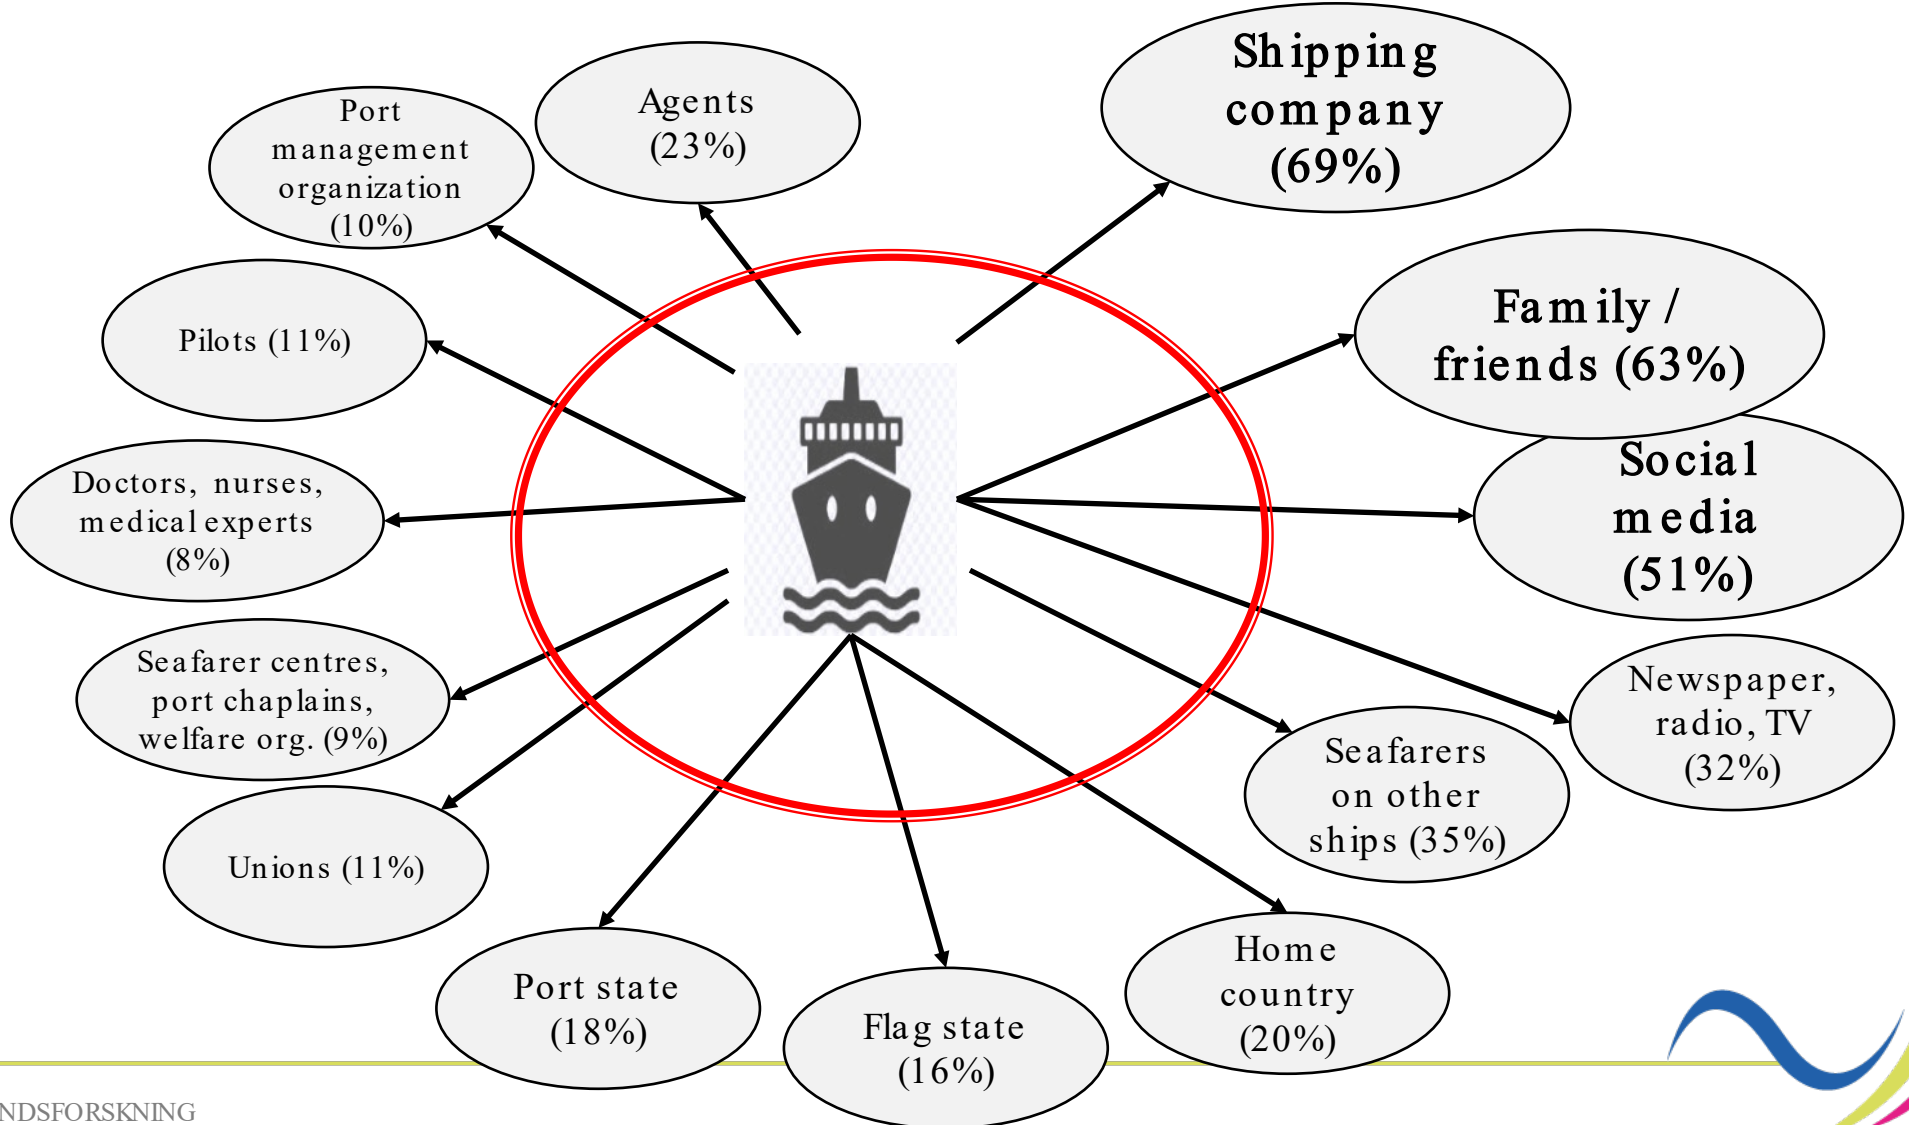 Shipping
company
(69%)
Agents
(23%)
Port
management
organization
(10%)
Family /
friends (63%)
Pilots (11%)
Social
media
(51%)
Doctors, nurses,
medical experts
(8%)
Seafarer centres,
port chaplains,
welfare org. (9%)
Newspaper,
radio, TV
(32%)
Seafarers
on other
ships (35%)
Unions (11%)
Home
country
(20%)
Port state
(18%)
Flag state
(16%)
NDSFORSKNING